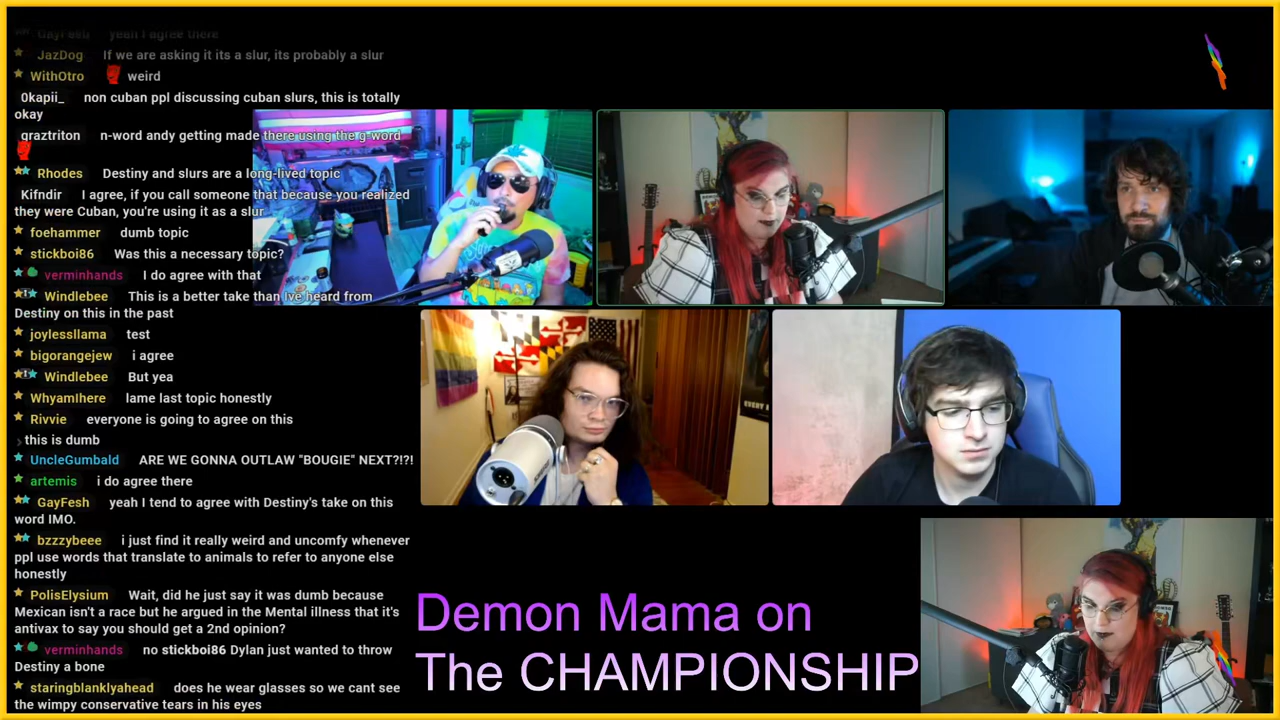 GayFesh yeah I agree there
JazDog If we are asking it its a slur, its probably a slur
WithOtro weird
0kapii_ non cuban ppl discussing cuban slurs, this is totally
okay
graztriton n-word andy getting made there using the g-word
Rhodes Destiny and slurs are a long-lived topic
Kifndir I agree, if you call someone that because you realized
they were Cuban, you're using it as a slur
foehammer dumb topic
stickboi86 Was this a necessary topic?
verminhands I do agree with that
Windlebee This is a better take than Ive heard from
Destiny on this in the past
joylessllama test
bigorangejew i agree
Windlebee But yea
WhyamIhere lame last topic honestly
Rivvie everyone is going to agree on this
this is dumb
UncleGumbald ARE WE GONNA OUTLAW "BOUGIE" NEXT?!?!
artemis i do agree there
GayFesh yeah I tend to agree with Destiny's take on this
word IMO.
bzzzybeee i just find it really weird and uncomfy whenever
ppl use words that translate to animals to refer to anyone else
honestly
PolisElysium Wait, did he just say it was dumb because
Mexican isn't a race but he argued in the Mental illness that it's
antivax to say you should get a 2nd opinion?
verminhands no stickboi86 Dylan just wanted to throw
Destiny a bone
staringblanklyahead does he wear glasses so we cant see
the wimpy conservative tears in his eyes
Demon Mama on
The CHAMPIONSHIP